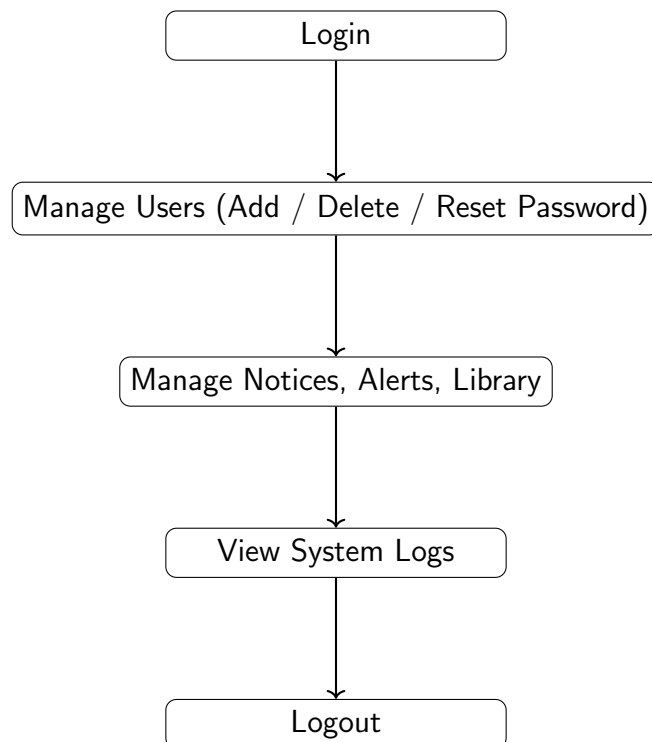 Login
Manage Users (Add / Delete / Reset Password)
Manage Notices, Alerts, Library
View System Logs
Logout